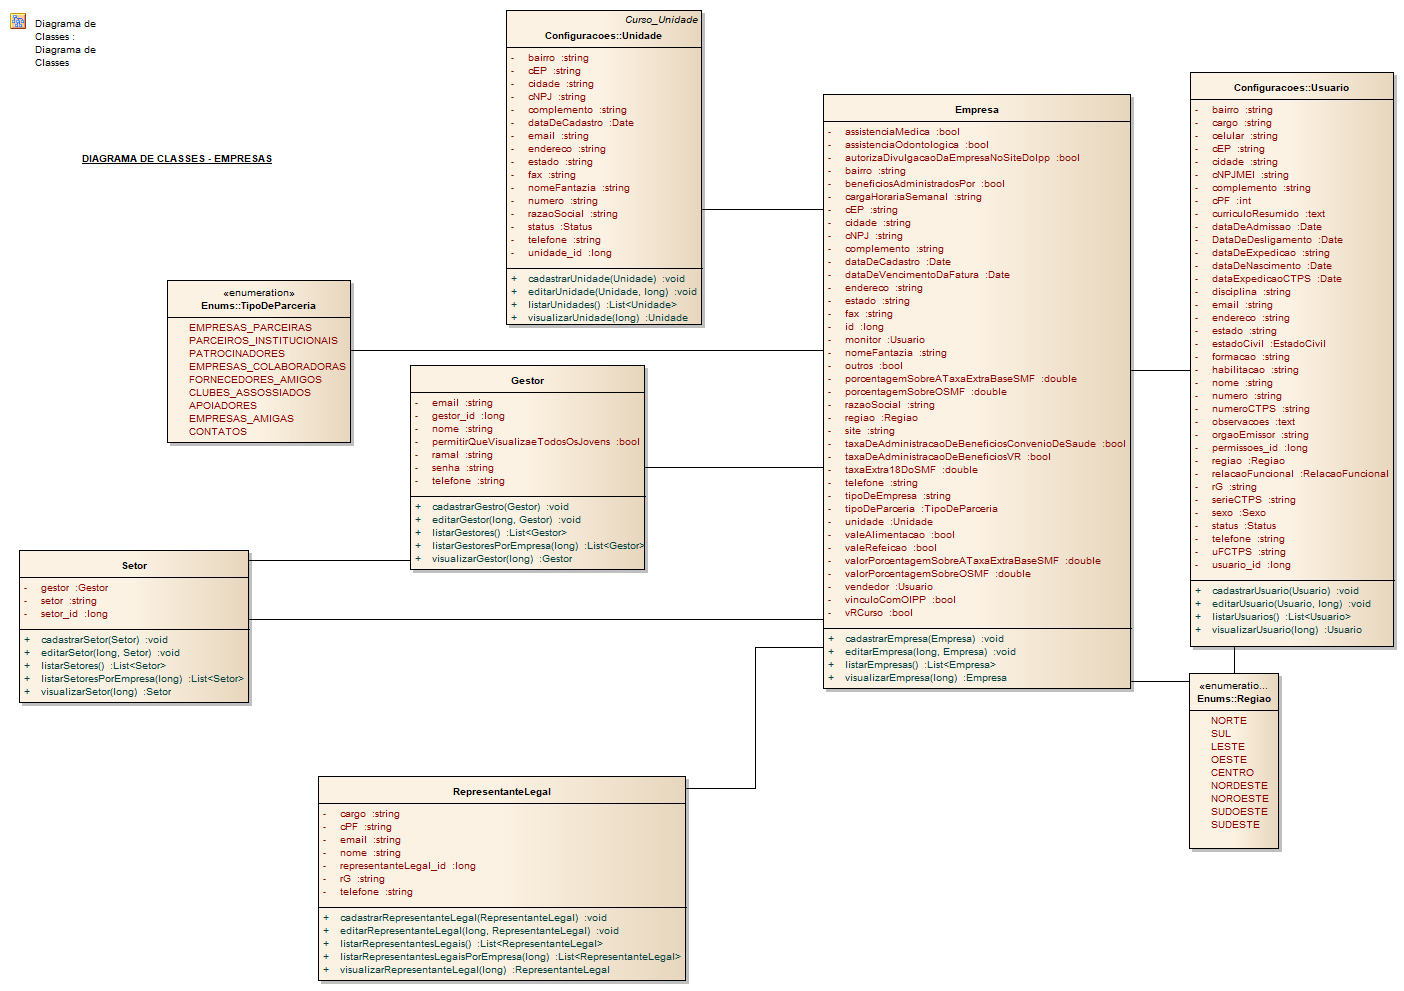 Diagrama de
Classes :
Diagrama de
Classes
DIAGRAMA DE CLASSES - EMPRESAS
Curso_Unidade
Configuracoes::Unidade
- bairro :string
- cEP :string
- cidade :string
- cNPJ :string
- complemento :string
- dataDeCadastro :Date
- email :string
- endereco :string
- estado :string
- fax :string
- nomeFantazia :string
- numero :string
- razaoSocial :string
- status :Status
- telefone :string
- unidade_id :long
+ cadastrarUnidade(Unidade) :void
+ editarUnidade(Unidade, long) :void
+ listarUnidades() :List<Unidade>
+ visualizarUnidade(long) :Unidade
«enumeration»
Enums::TipoDeParceria
EMPRESAS_PARCEIRAS
PARCEIROS_INSTITUCIONAIS
PATROCINADORES
EMPRESAS_COLABORADORAS
FORNECEDORES_AMIGOS
CLUBES_ASSOSSIADOS
APOIADORES
EMPRESAS_AMIGAS
CONTATOS
Gestor
- email :string
- gestor_id :long
- nome :string
- permitirQueVisualizaeTodosOsJovens :bool
- ramal :string
- senha :string
- telefone :string
+ cadastrarGestro(Gestor) :void
+ editarGestor(long, Gestor) :void
+ listarGestores() :List<Gestor>
+ listarGestoresPorEmpresa(long) :List<Gestor>
+ visualizarGestor(long) :Gestor
Setor
- gestor :Gestor
- setor :string
- setor_id :long
+ cadastrarSetor(Setor) :void
+ editarSetor(long, Setor) :void
+ listarSetores() :List<Setor>
+ listarSetoresPorEmpresa(long) :List<Setor>
+ visualizarSetor(long) :Setor
Empresa
- assistenciaMedica :bool
- assistenciaOdontologica :bool
- autorizaDivulgacaoDaEmpresaNoSiteDoIpp :bool
- bairro :string
- beneficiosAdministradosPor :bool
- cargaHorariaSemanal :string
- cEP :string
- cidade :string
- cNPJ :string
- complemento :string
- dataDeCadastro :Date
- dataDeVencimentoDaFatura :Date
- endereco :string
- estado :string
- fax :string
- id :long
- monitor :Usuario
- nomeFantazia :string
- outros :bool
- porcentagemSobreATaxaExtraBaseSMF :double
- porcentagemSobreOSMF :double
- razaoSocial :string
- regiao :Regiao
- site :string
- taxaDeAdministracaoDeBeneficiosConvenioDeSaude :bool
- taxaDeAdministracaoDeBeneficiosVR :bool
- taxaExtra18DoSMF :double
- telefone :string
- tipoDeEmpresa :string
- tipoDeParceria :TipoDeParceria
- unidade :Unidade
- valeAlimentacao :bool
- valeRefeicao :bool
- valorPorcentagemSobreATaxaExtraBaseSMF :double
- valorPorcentagemSobreOSMF :double
- vendedor :Usuario
- vinculoComOIPP :bool
- vRCurso :bool
+ cadastrarEmpresa(Empresa) :void
+ editarEmpresa(long, Empresa) :void
+ listarEmpresas() :List<Empresa>
+ visualizarEmpresa(long) :Empresa
Configuracoes::Usuario
- bairro :string
- cargo :string
- celular :string
- cEP :string
- cidade :string
- cNPJMEI :string
- complemento :string
- cPF :int
- curriculoResumido :text
- dataDeAdmissao :Date
- DataDeDesligamento :Date
- dataDeExpedicao :string
- dataDeNascimento :Date
- dataExpedicaoCTPS :Date
- disciplina :string
- email :string
- endereco :string
- estado :string
- estadoCivil :EstadoCivil
- formacao :string
- habilitacao :string
- nome :string
- numero :string
- numeroCTPS :string
- observacoes :text
- orgaoEmissor :string
- permissoes_id :long
- regiao :Regiao
- relacaoFuncional :RelacaoFuncional
- rG :string
- serieCTPS :string
- sexo :Sexo
- status :Status
- telefone :string
- uFCTPS :string
- usuario_id :long
+ cadastrarUsuario(Usuario) :void
+ editarUsuario(Usuario, long) :void
+ listarUsuarios() :List<Usuario>
+ visualizarUsuario(long) :Usuario
«enumeratio...
Enums::Regiao
NORTE
SUL
LESTE
OESTE
CENTRO
NORDESTE
NOROESTE
SUDOESTE
SUDESTE
RepresentanteLegal
- cargo :string
- cPF :string
- email :string
- nome :string
- representanteLegal_id :long
- rG :string
- telefone :string
+ cadastrarRepresentanteLegal(RepresentanteLegal) :void
+ editarRepresentanteLegal(long, RepresentanteLegal) :void
+ listarRepresentantesLegais() :List<RepresentanteLegal>
+ listarRepresentantesLegaisPorEmpresa(long) :List<RepresentanteLegal>
+ visualizarRepresentanteLegal(long) :RepresentanteLegal